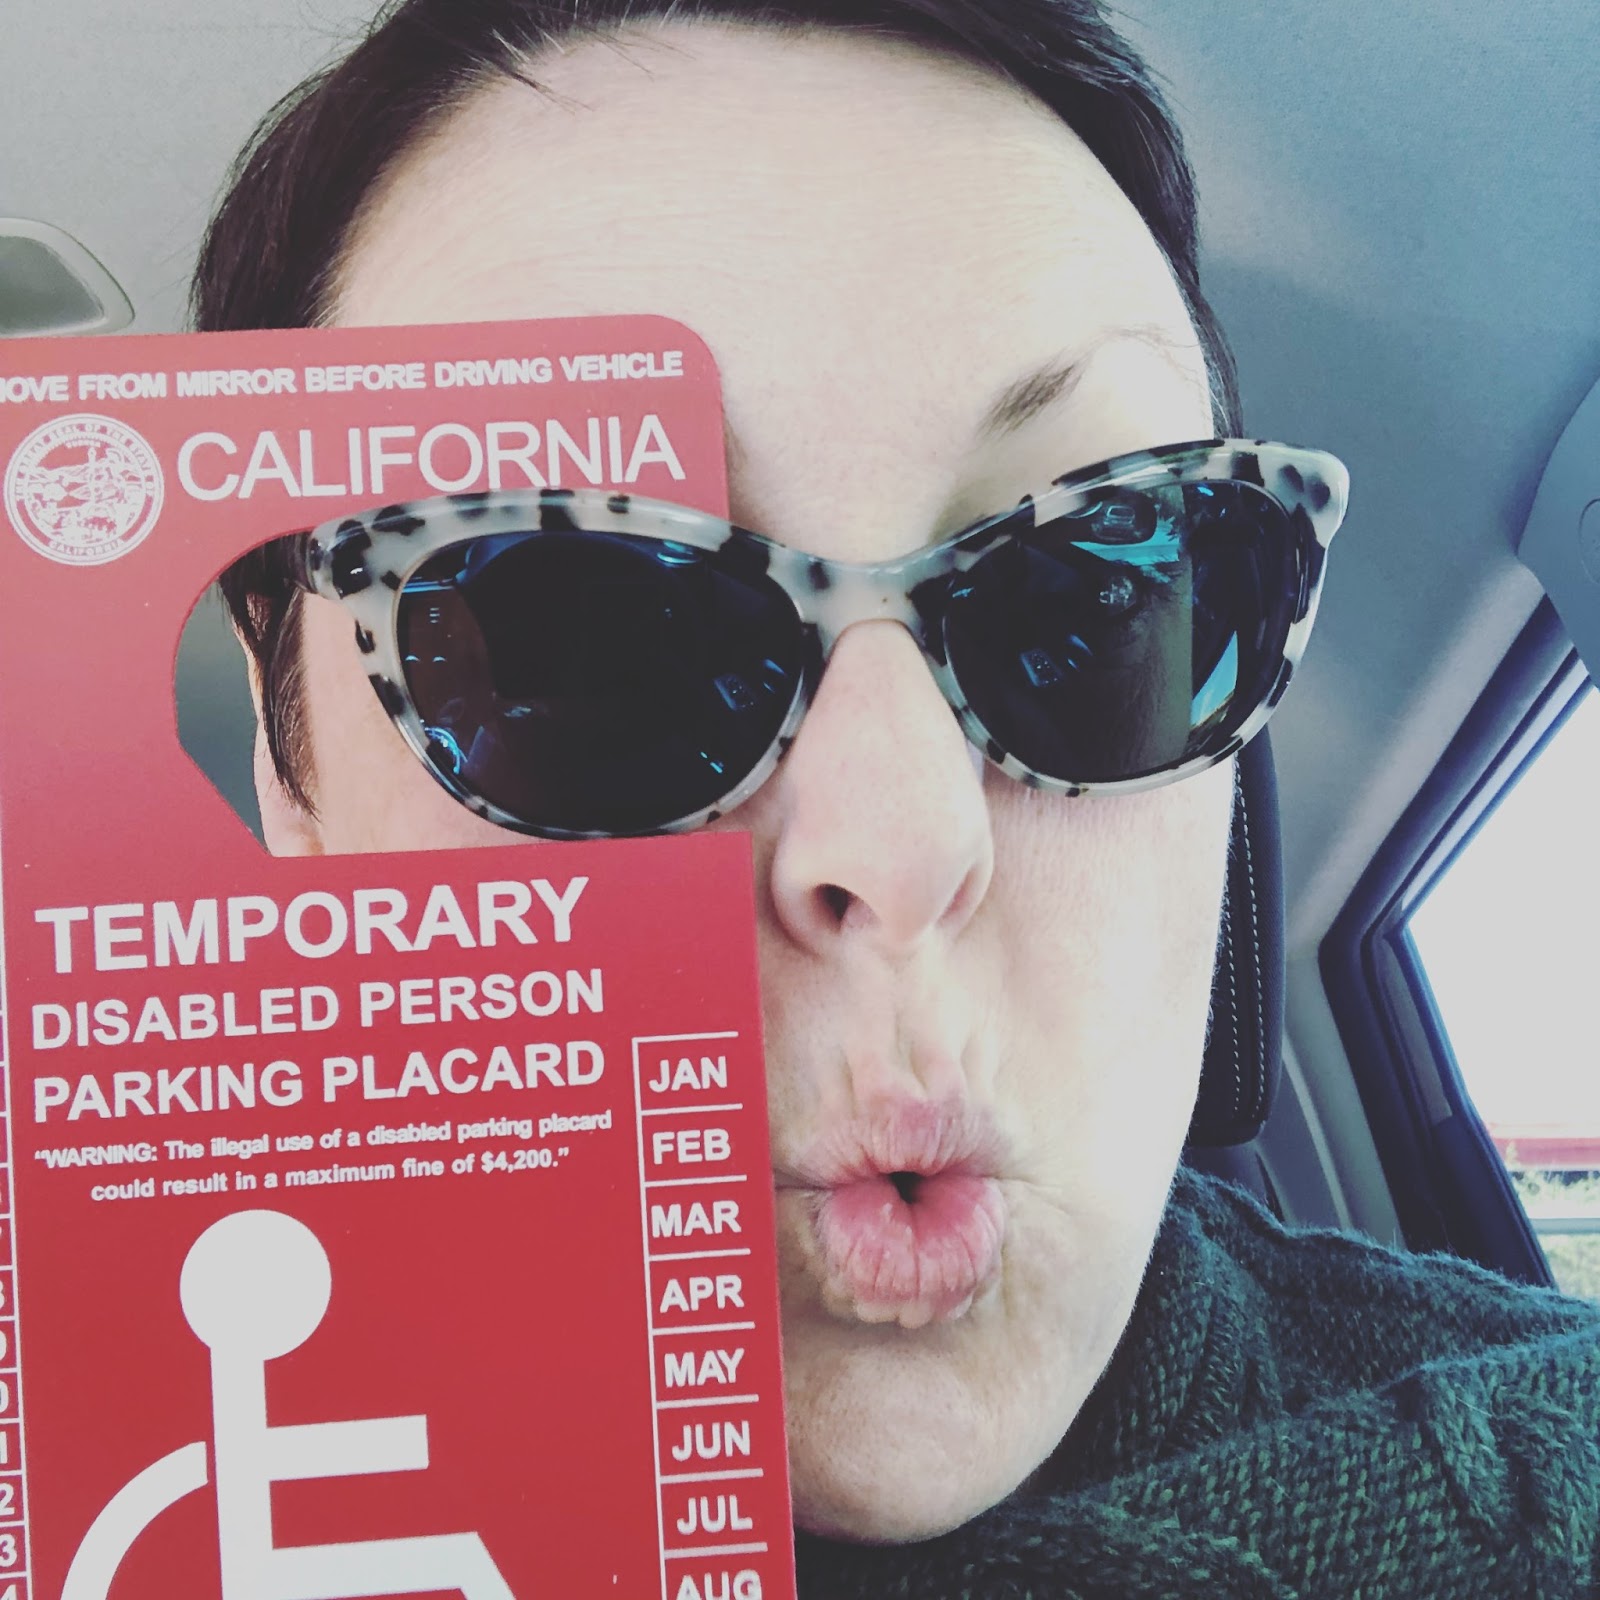 MOVE FROM MIRROR BEFORE DRIVING VEHICLE
CALIFORNIA
CALIFORNIA
TEMPORARY
DISABLED PERSON
PARKING PLACARD
“WARNING: The illegal use of a disabled parking placard
could result in a maximum fine of $4,200.”
JAN
FEB
MAR
APR
MAY
JUN
JUL
AUG